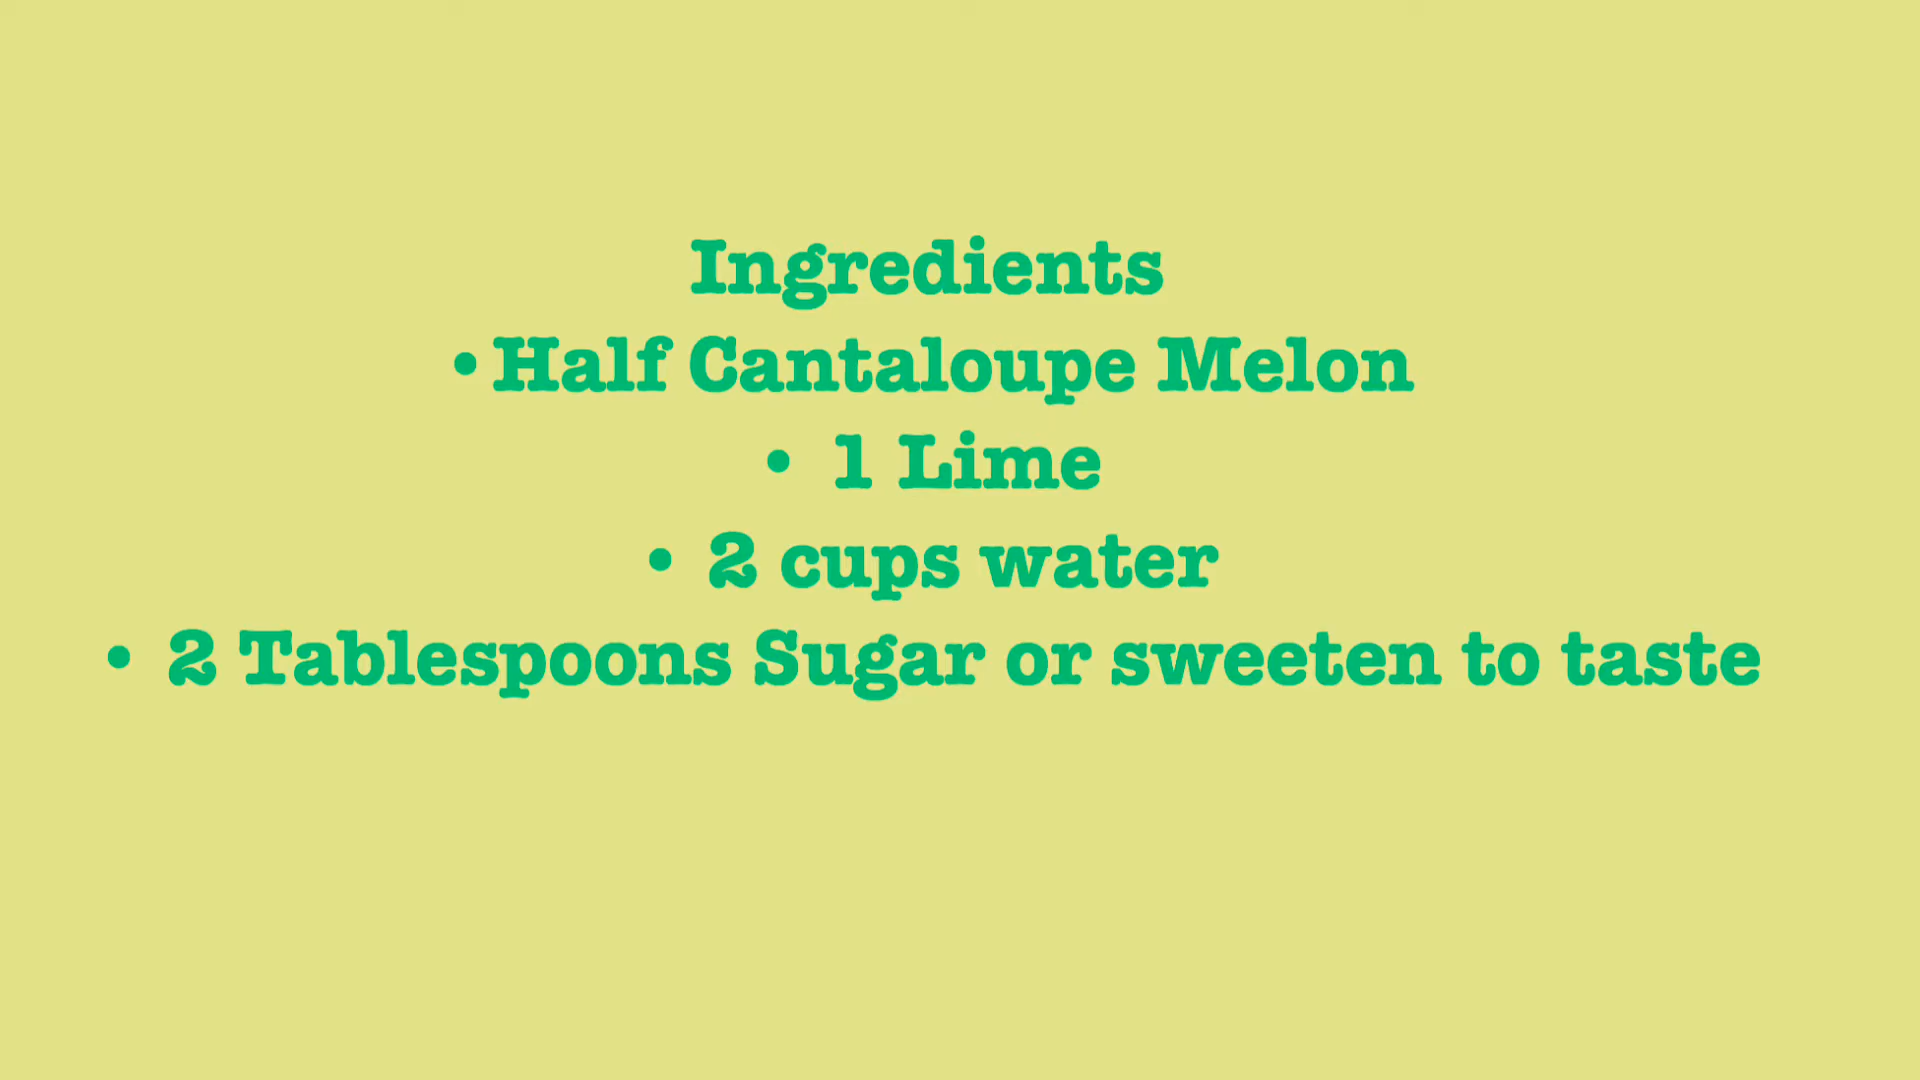 Ingredients
•Half Cantaloupe Melon
• 1 Lime
• 2 cups water
• 2 Tablespoons Sugar or sweeten to taste